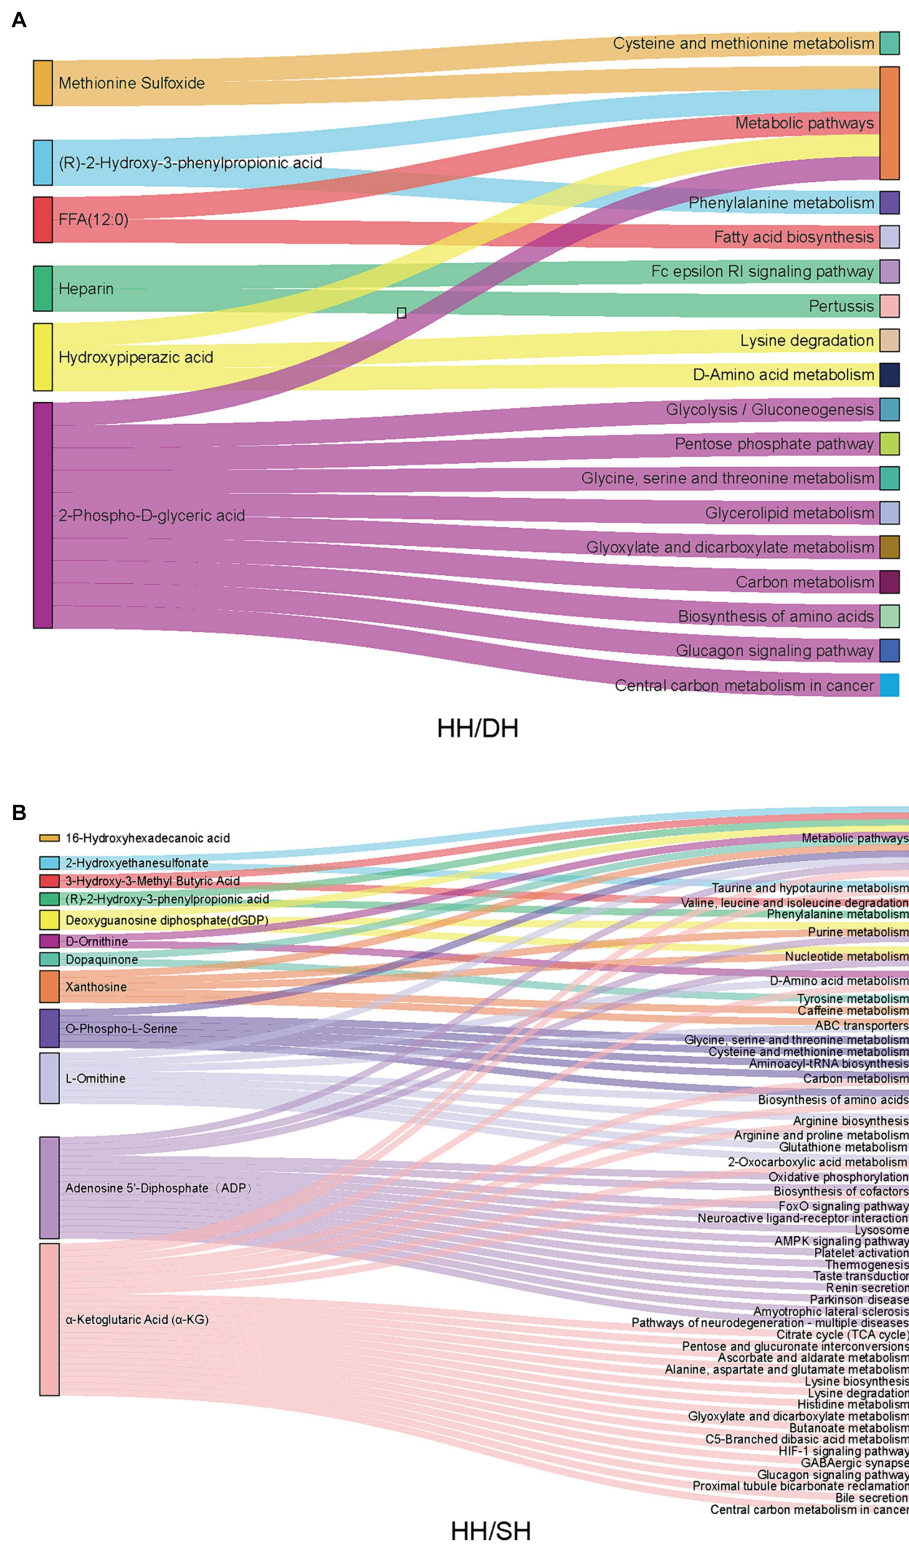 A
Cysteine and methionine metabolism
Methionine Sulfoxide
Metabolic pathways
(R)-2-Hydroxy-3-phenylpropionic acid
Phenylalanine metabolism
FFA(12:0)
Fatty acid biosynthesis
Fc epsilon RI signaling pathway
Heparin
Pertussis
Lysine degradation
Hydroxypiperazic acid
D-Amino acid metabolism
Glycolysis / Gluconeogenesis
Pentose phosphate pathway
Glycine, serine and threonine metabolism
2-Phospho-D-glyceric acid
Glycerolipid metabolism
Glyoxylate and dicarboxylate metabolism
Carbon metabolism
Biosynthesis of amino acids
Glucagon signaling pathway
Central carbon metabolism in cancer
HH/DH
B
16-Hydroxyhexadecanoic acid
2-Hydroxyethanesulfonate
3-Hydroxy-3-Methyl Butyric Acid
(R)-2-Hydroxy-3-phenylpropionic acid
Deoxyguanosine diphosphate(dGDP)
D-Ornithine
Dopaquinone
Xanthosine
O-Phospho-L-Serine
L-Ornithine
Adenosine 5'-Diphosphate（ADP）
α-Ketoglutaric Acid (α-KG)
Metabolic pathways
Taurine and hypotaurine metabolism
Valine, leucine and isoleucine degradation
Phenylalanine metabolism
Purine metabolism
Nucleotide metabolism
D-Amino acid metabolism
Tyrosine metabolism
Caffeine metabolism
ABC transporters
Glycine, serine and threonine metabolism
Cysteine and methionine metabolism
Aminoacyl-tRNA biosynthesis
Carbon metabolism
Biosynthesis of amino acids
Arginine biosynthesis
Arginine and proline metabolism
Glutathione metabolism
2-Oxocarboxylic acid metabolism
Oxidative phosphorylation
Biosynthesis of cofactors
FoxO signaling pathway
Neuroactive ligand-receptor interaction
Lysosome
AMPK signaling pathway
Platelet activation
Thermogenesis
Taste transduction
Renin secretion
Parkinson disease
Amyotrophic lateral sclerosis
Pathways of neurodegeneration - multiple diseases
Citrate cycle (TCA cycle)
Pentose and glucuronate interconversions
Ascorbate and aldarate metabolism
Alanine, aspartate and glutamate metabolism
Lysine biosynthesis
Lysine degradation
Histidine metabolism
Glyoxylate and dicarboxylate metabolism
Butanoate metabolism
C5-Branched dibasic acid metabolism
HIF-1 signaling pathway
GABAergic synapse
Glucagon signaling pathway
Proximal tubule bicarbonate reclamation
Bile secretion
Central carbon metabolism in cancer
HH/SH